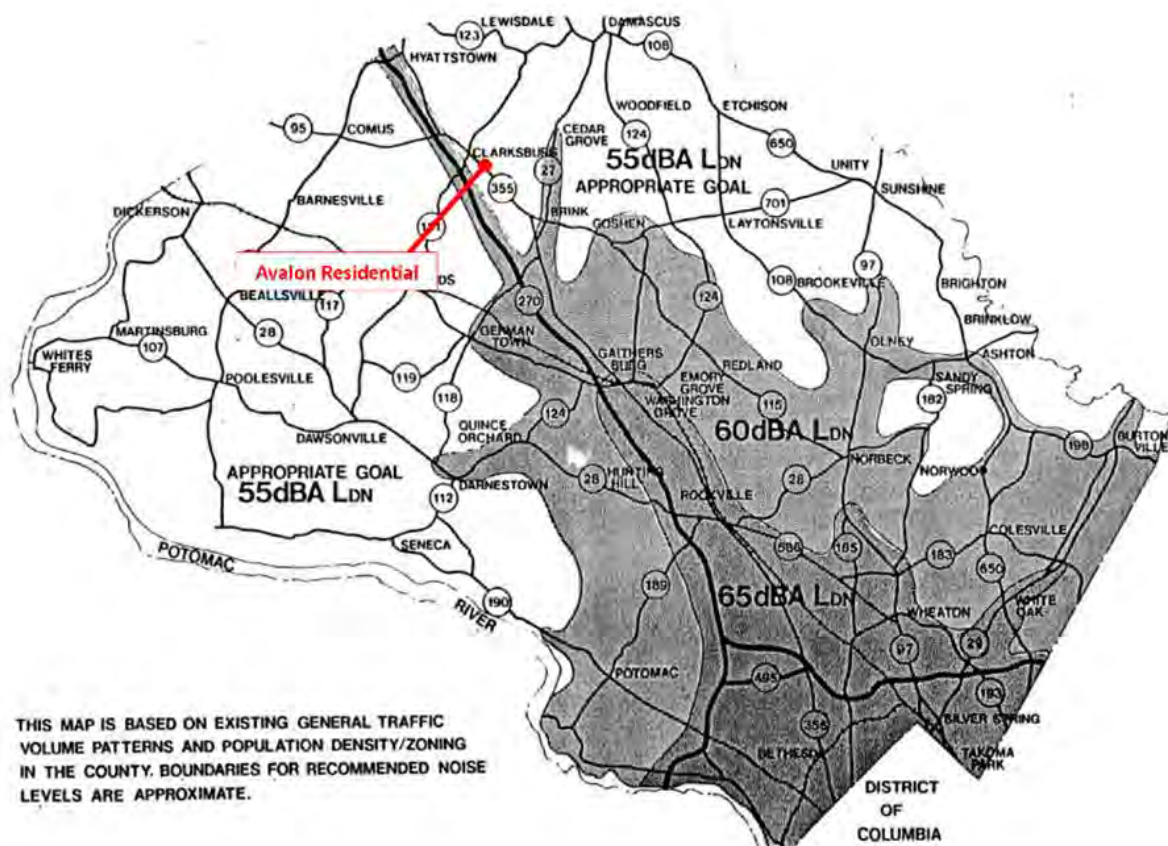 LEWISDALE
DAMASCUS
123
108
HYATTSTOWN
WOODFIELD
ETCHISON
95
COMUS
CEDAR
GROVE
124
650
CLARKSBURG
27
55dBA LDN
APPROPRIATE GOAL
UNITY
SUNSHINE
355
701
BARNESVILLE
BRINK
GOSHEN
LAYTONSVILLE
DICKERSON
Avalon Residential
97
108
BROOKEVILLE
BRIGHTON
BEALLSVILLE
117
270
124
BRINKLOW
MARTINSBURG
107
28
GERMAN
TOWN
OLNEY
ASHTON
WHITES
FERRY
GAITHERS
BURG
REDLAND
SANDY
SPRING
POOLESVILLE
119
EMORY
GROVE
WASHINGTON
GROVE
182
118
115
124
QUINCE
ORCHARD
60dBA LDN
198
BURTON
VILLE
DAWSONVILLE
NORBECK
NORWOOD
APPROPRIATE GOAL
55dBA LDN
DARNESTOWN
28
HUNTING
HILL
28
ROCKVILLE
112
COLESVILLE
SENECA
586
185
183
650
POTOMAC
RIVER
190
189
65dBA LDN
WHEATON
WHITE
OAK
97
29
POTOMAC
495
193
355
SILVER SPRING
BETHESDA
TAKOMA
PARK
THIS MAP IS BASED ON EXISTING GENERAL TRAFFIC
VOLUME PATTERNS AND POPULATION DENSITY/ZONING
IN THE COUNTY. BOUNDARIES FOR RECOMMENDED NOISE
LEVELS ARE APPROXIMATE.
DISTRICT
OF
COLUMBIA